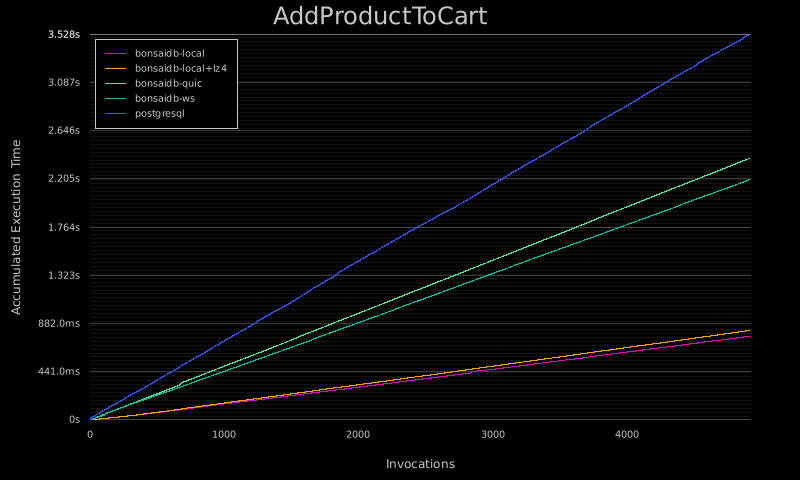 AddProductToCart
3.528s
bonsaidb-local
bonsaidb-local+lz4
bonsaidb-quic
bonsaidb-ws
postgresql
3.087s
2.646s
2.205s
1.764s
1.323s
882.0ms
441.0ms
0s
Accumulated Execution Time
0 1000 2000 3000 4000
Invocations